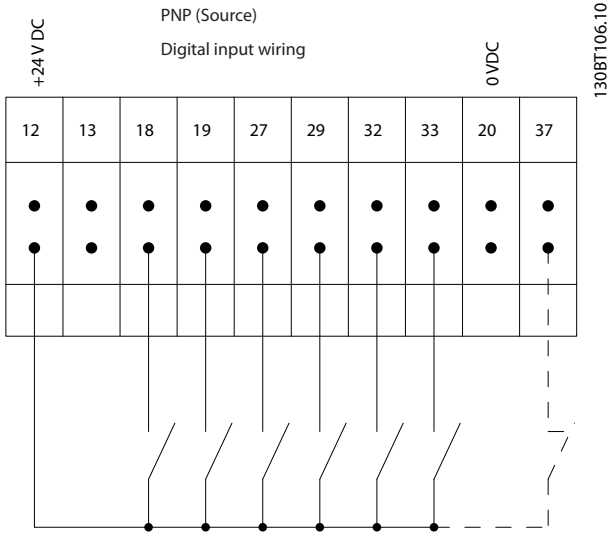 PNP (Source)
Digital input wiring
+24 V DC
0 VDC
130BT106.10
12 13 18 19 27 29 32 33 20 37